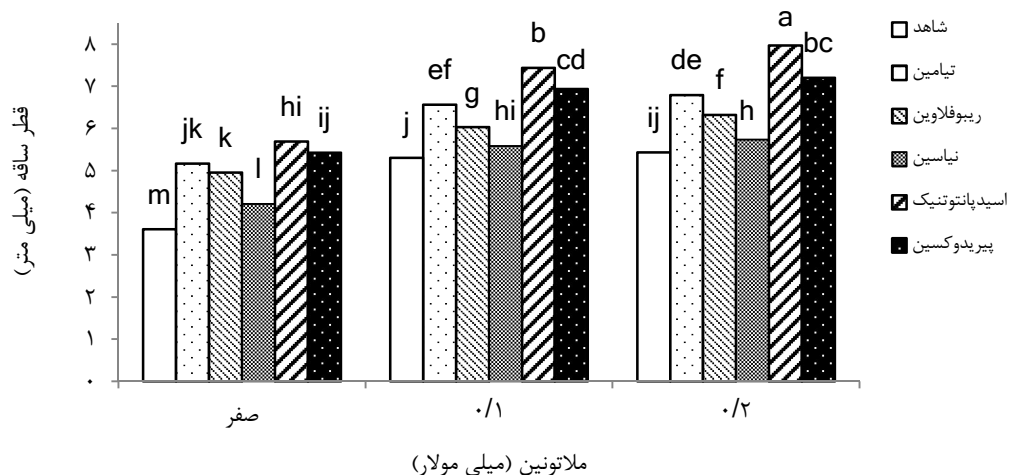 قطر ساقه (میلی متر)
۸
۷
۶
۵
۴
۳
۲
۱
۰
m
jk
k
l
hi
ij
j
ef
g
hi
b
cd
ij
de
f
h
a
bc
صفر
۰/۱
۰/۲
ملاتونین (میلی مولار)
شاهد
تیامین
ریبوفلاوین
نیاسین
اسیدپانتوتنیک
پیریدوکسین